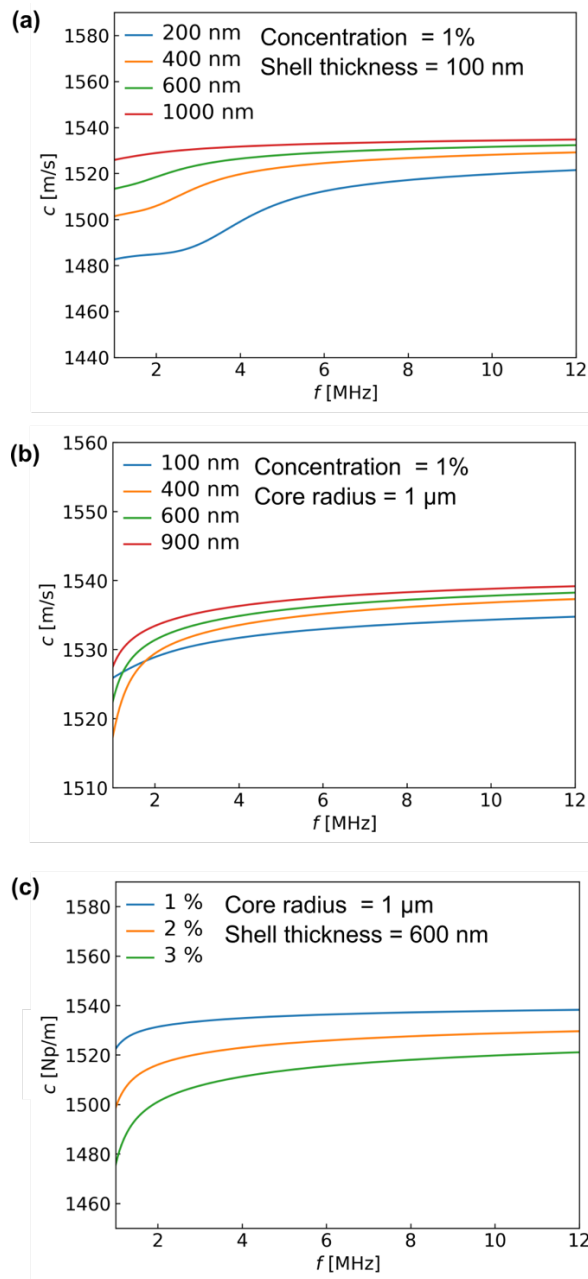 (a)
200 nm
400 nm
600 nm
1000 nm
Concentration = 1%
Shell thickness = 100 nm
1580
1560
1540
1520
1500
1480
1460
1440
c [m/s]
2 4 6 8 10 12
f [MHz]
(b)
100 nm
400 nm
600 nm
900 nm
Concentration = 1%
Core radius = 1 µm
1560
1550
1540
1530
1520
1510
c [m/s]
2 4 6 8 10 12
f [MHz]
(c)
1 %
2 %
3 %
Core radius = 1 µm
Shell thickness = 600 nm
1580
1560
1540
1520
1500
1480
1460
c [Np/m]
2 4 6 8 10 12
f [MHz]